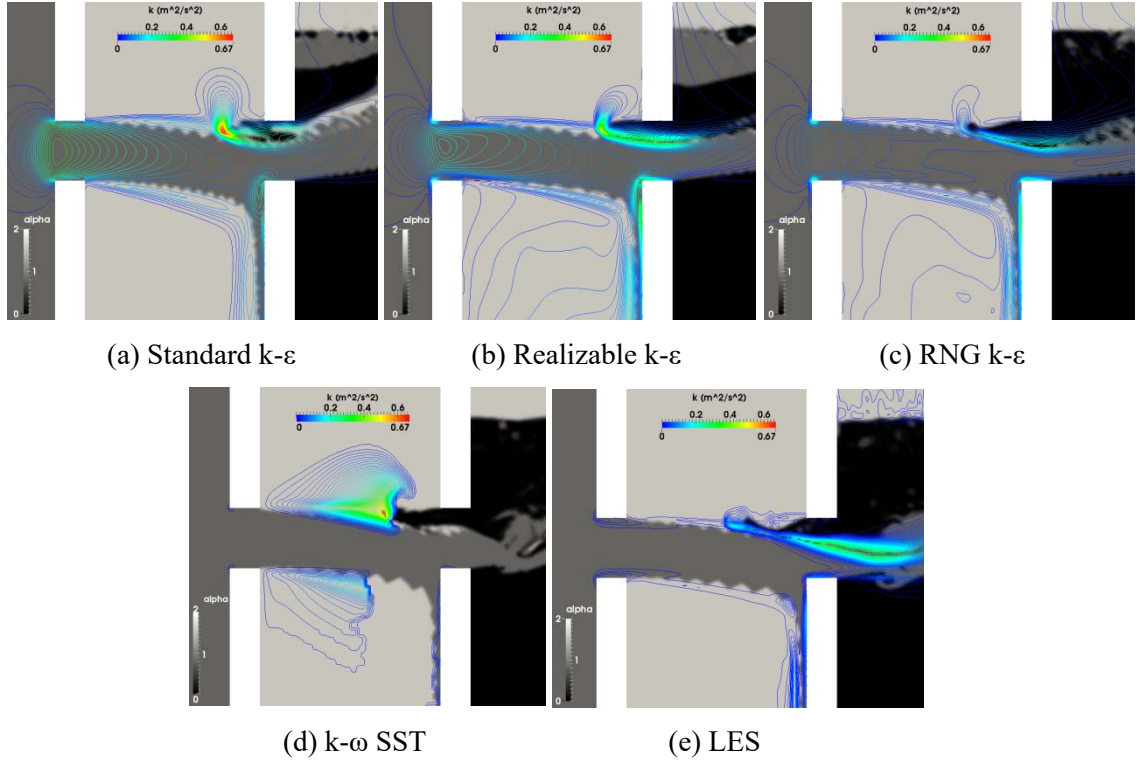 k (m^2/s^2)
0.2 0.4 0.6
0 0.67
alpha
2
1
0
k (m^2/s^2)
0.2 0.4 0.6
0 0.67
alpha
2
1
0
k (m^2/s^2)
0.2 0.4 0.6
0 0.67
alpha
2
1
0
(a) Standard k-ε
(b) Realizable k-ε
(c) RNG k-ε
k (m^2/s^2)
0.2 0.4 0.6
0 0.67
alpha
2
1
0
k (m^2/s^2)
0.2 0.4 0.6
0 0.67
alpha
2
1
0
(d) k-ω SST
(e) LES